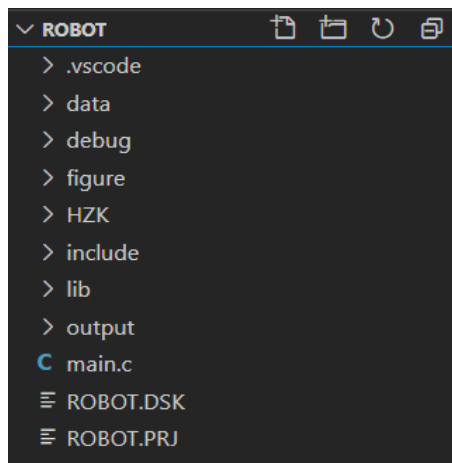 ROBOT
.vscode
data
debug
figure
HZK
include
lib
output
C main.c
ROBOT.DSK
ROBOT.PRJ